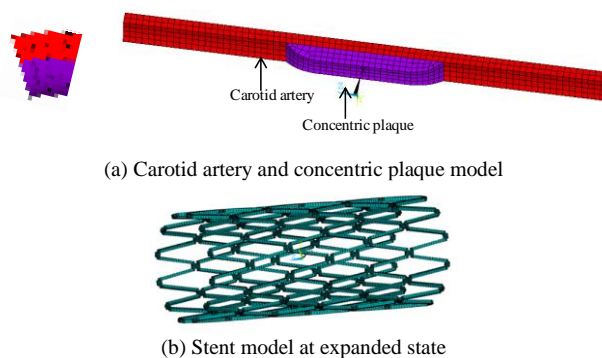 Carotid artery
Concentric plaque
(a) Carotid artery and concentric plaque model
(b) Stent model at expanded state